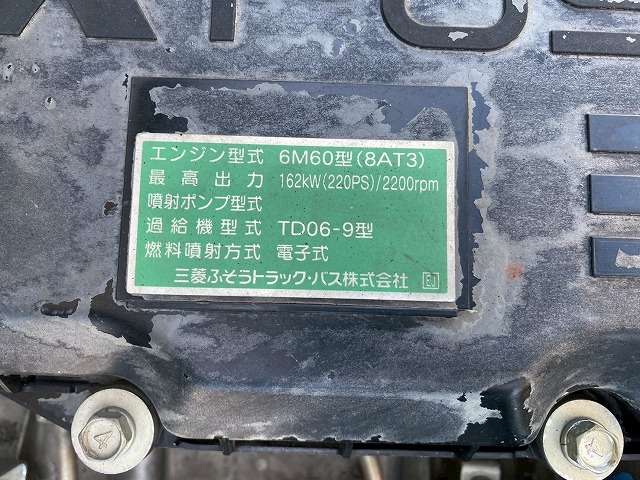 エンジン型式 6M60型(8AT3)
最高出力 162kW(220PS)/2200rpm
噴射ポンプ型式
過給機型式 TD06-9型
燃料噴射方式 電子式
三菱ふそうトラック・バス株式会社